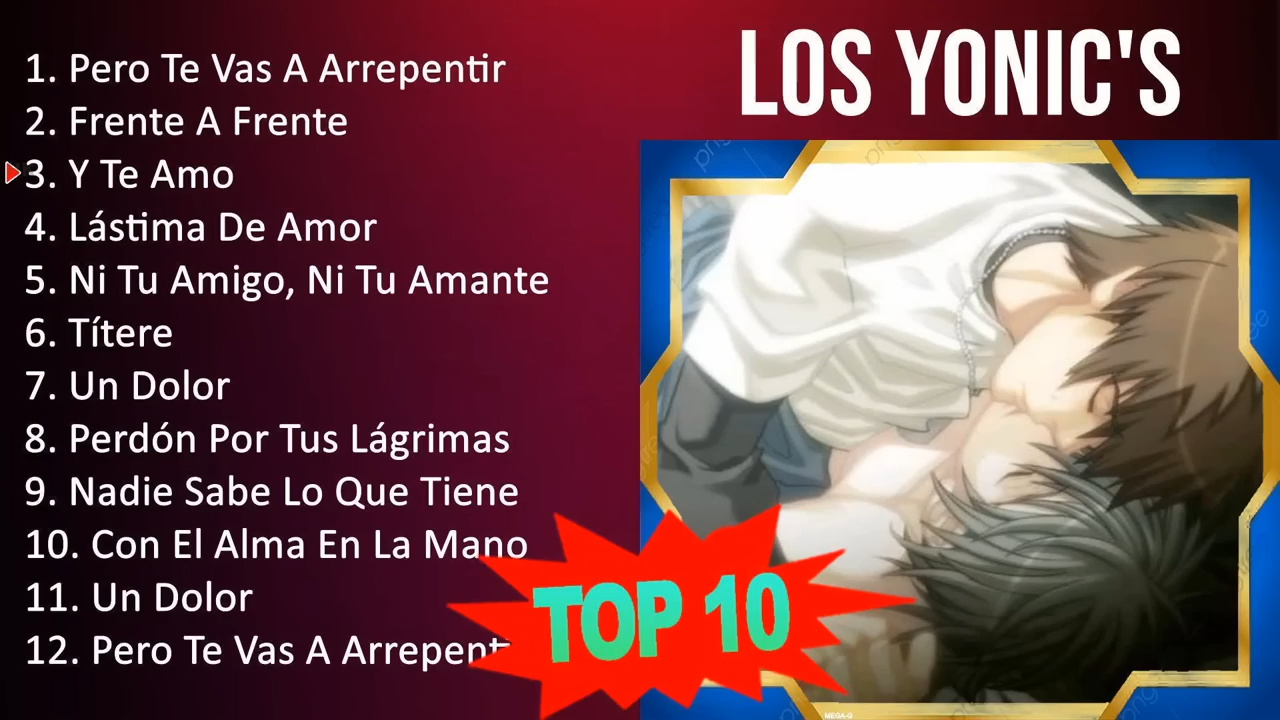 LOS YONIC'S
1. Pero Te Vas A Arrepentir
2. Frente A Frente
3. Y Te Amo
4. Lástima De Amor
5. Ni Tu Amigo, Ni Tu Amante
6. Títere
7. Un Dolor
8. Perdón Por Tus Lágrimas
9. Nadie Sabe Lo Que Tiene
10. Con El Alma En La Mano
11. Un Dolor
12. Pero Te Vas A Arrepent
TOP 10
MEGA-G